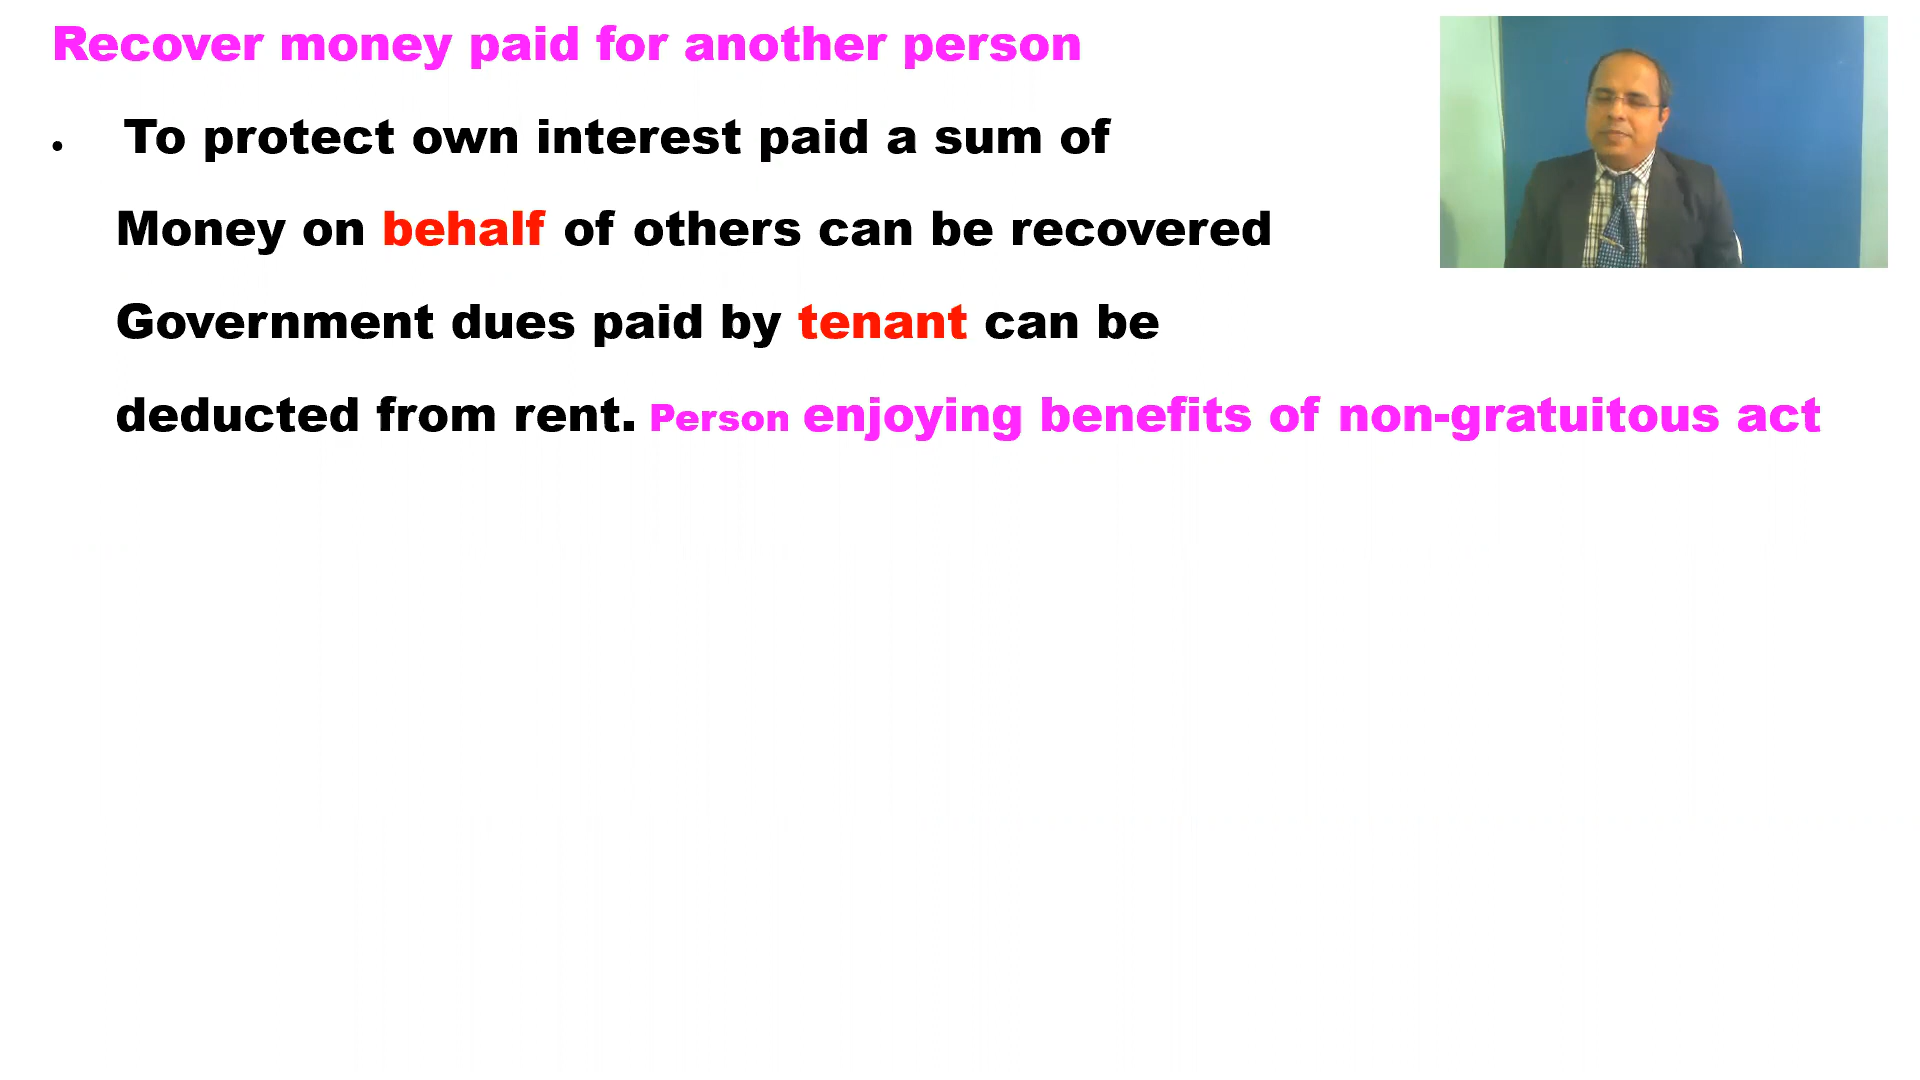 Recover money paid for another person
• To protect own interest paid a sum of
Money on behalf of others can be recovered
Government dues paid by tenant can be
deducted from rent. Person enjoying benefits of non-gratuitous act